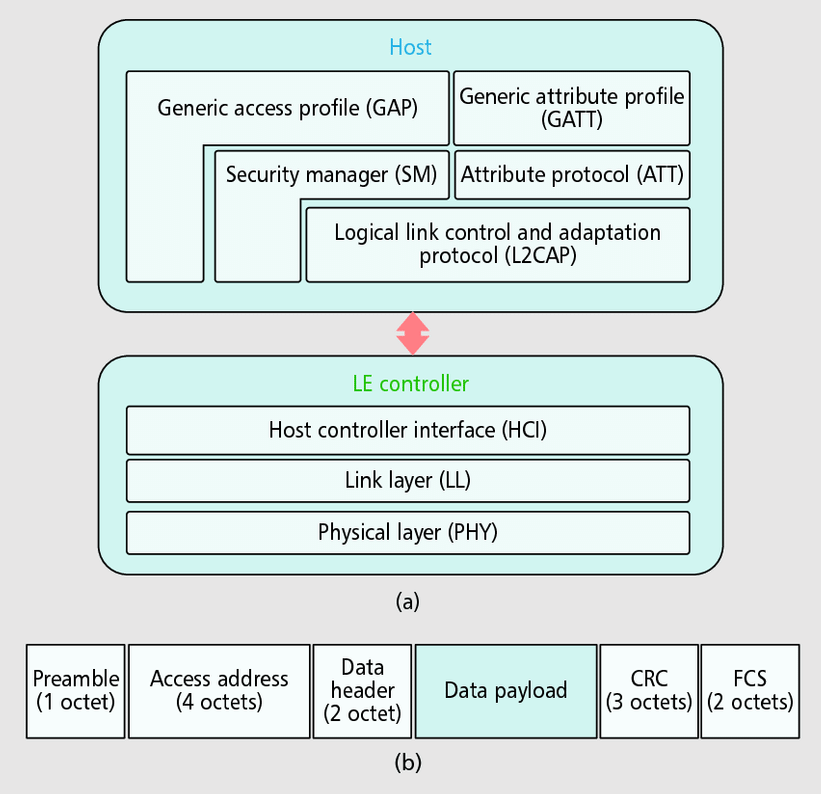 Host
Generic access profile (GAP)
Generic attribute profile
(GATT)
Security manager (SM)
Attribute protocol (ATT)
Logical link control and adaptation
protocol (L2CAP)
LE controller
Host controller interface (HCI)
Link layer (LL)
Physical layer (PHY)
(a)
Preamble
(1 octet)
Access address
(4 octets)
Data
header
(2 octet)
Data payload
CRC
(3 octets)
FCS
(2 octets)
(b)